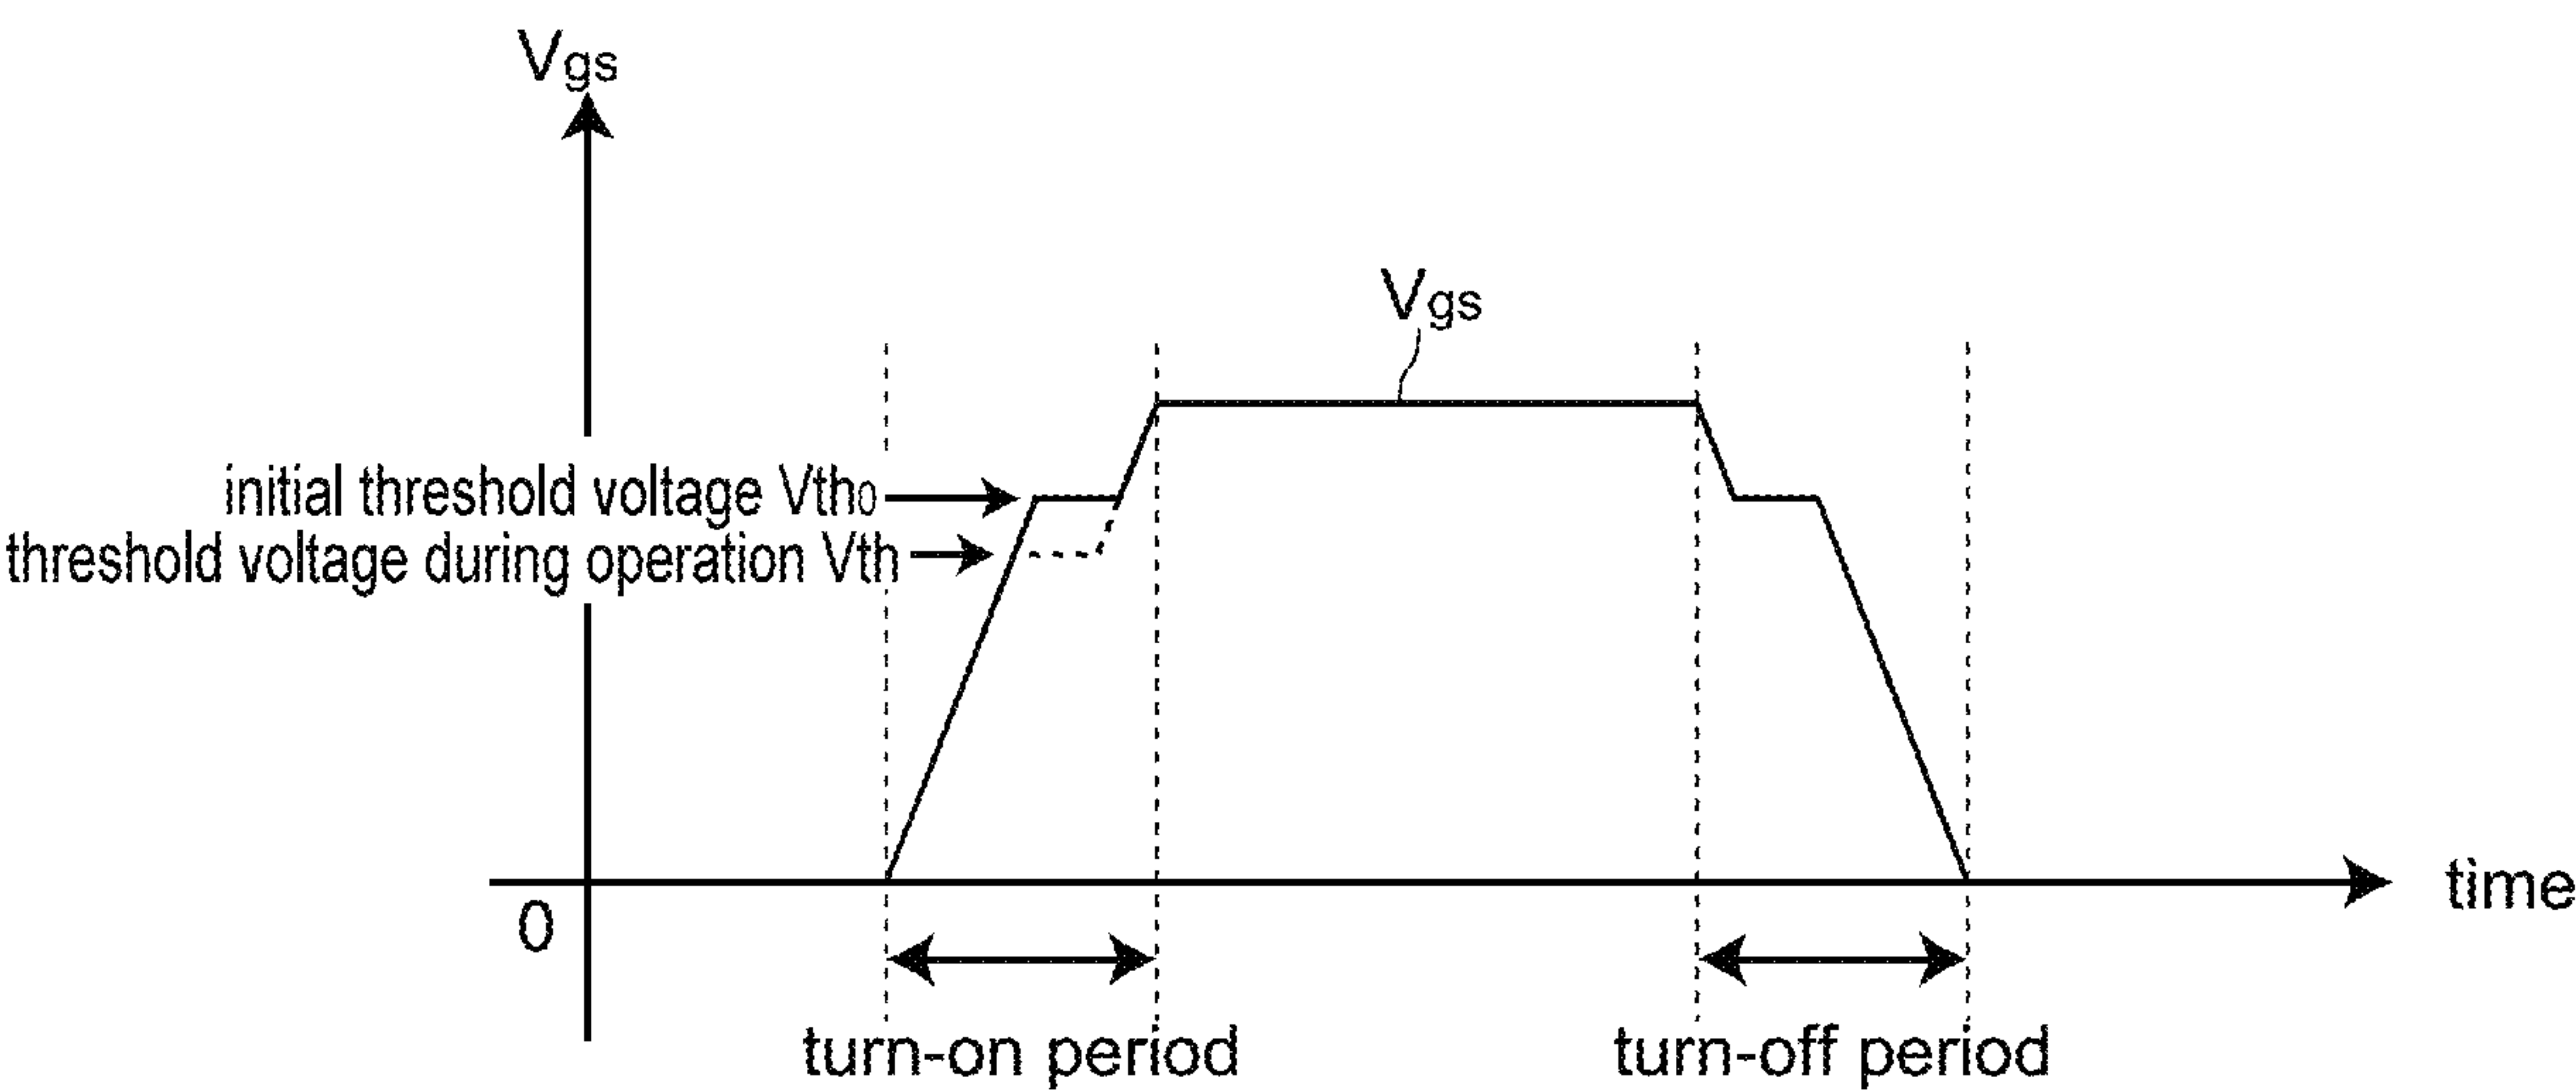 Vgs
Vgs
initial threshold voltage Vth0
threshold voltage during operation Vth
time
0
turn-on period
turn-off period